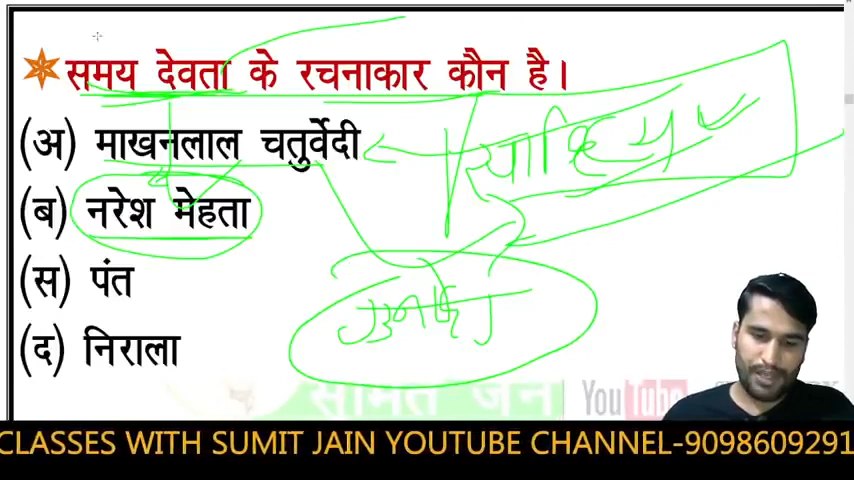 समय देवता के रचनाकार कौन है।
(अ) माखनलाल चतुर्वेदी
(ब) नरेश मेहता
(स) पंत
(द) निराला
YouTube
CLASSES WITH SUMIT JAIN YOUTUBE CHANNEL-9098609291